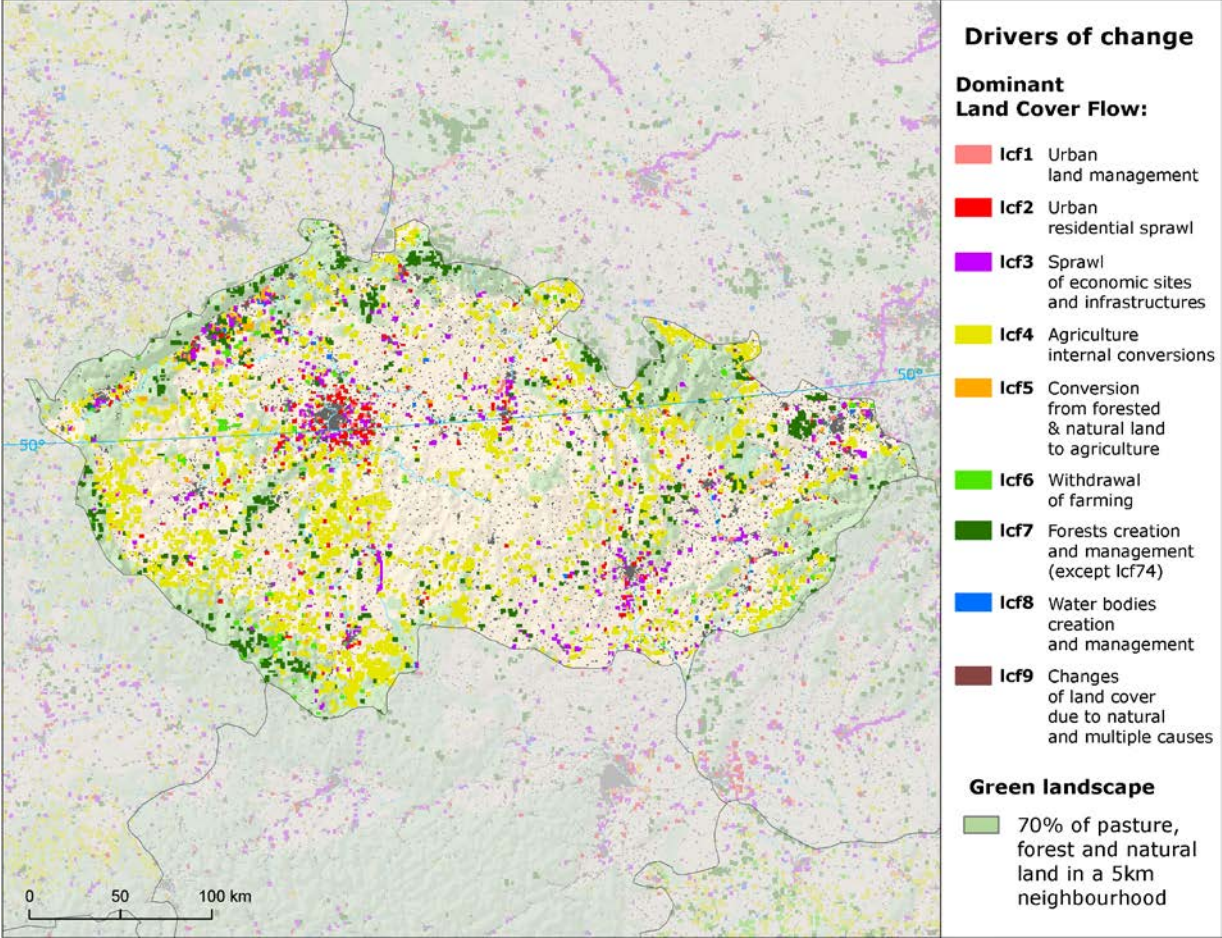 Drivers of change
Dominant
Land Cover Flow:
lcf1 Urban
land management
lcf2 Urban
residential sprawl
lcf3 Sprawl
of economic sites
and infrastructures
lcf4 Agriculture
internal conversions
lcf5 Conversion
from forested
& natural land
to agriculture
lcf6 Withdrawal
of farming
lcf7 Forests creation
and management
(except lcf74)
lcf8 Water bodies
creation
and management
lcf9 Changes
of land cover
due to natural
and multiple causes
Green landscape
70% of pasture,
forest and natural
land in a 5km
neighbourhood
50°
50°
0 50 100 km